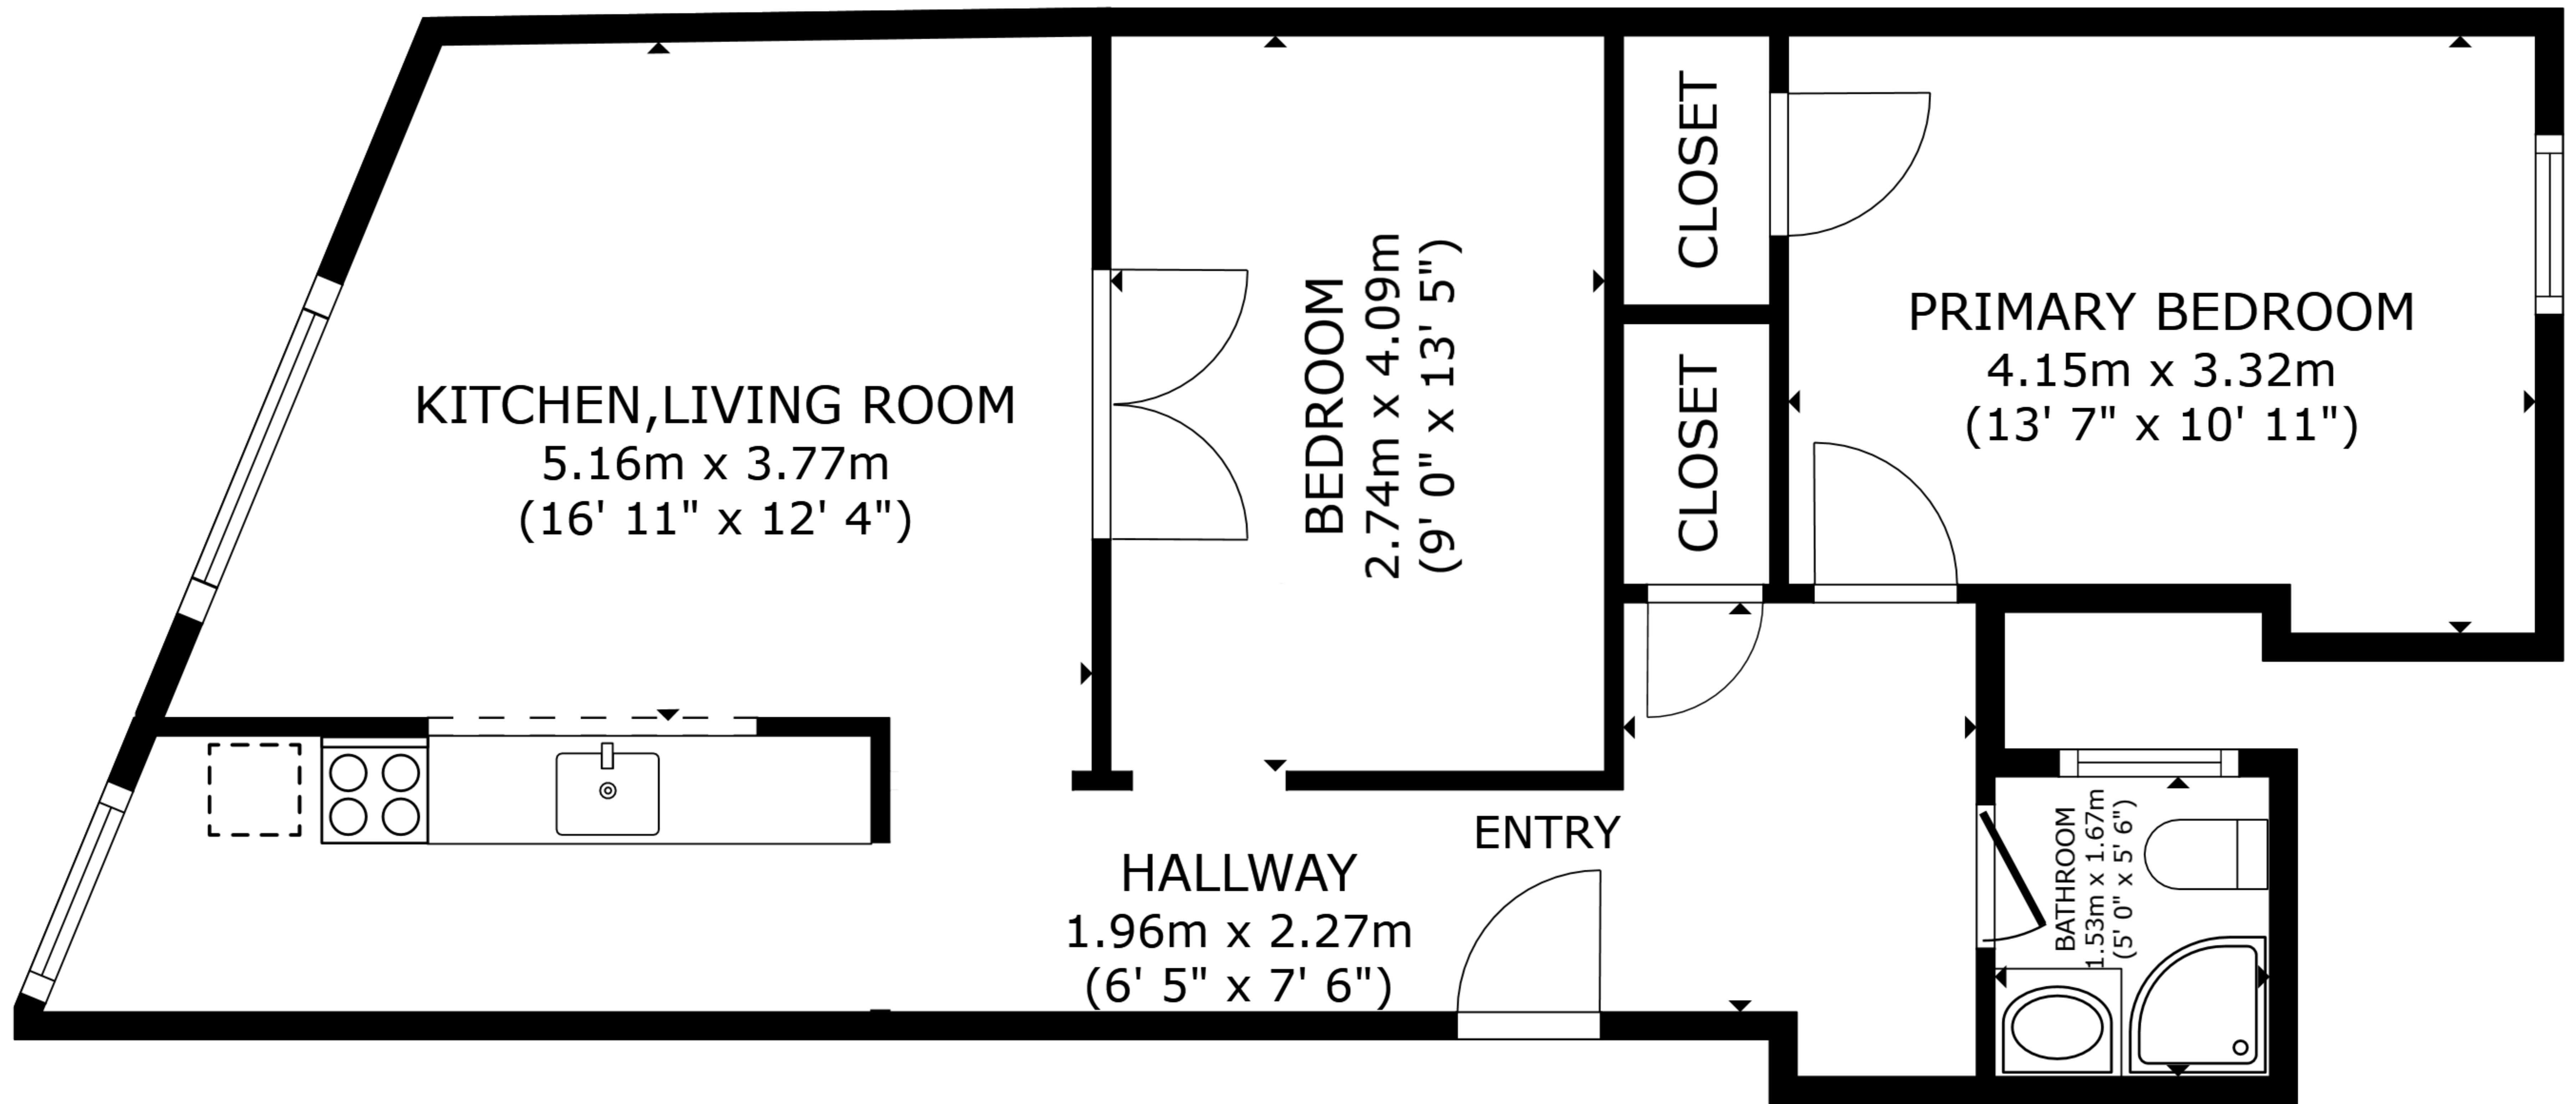 KITCHEN,LIVING ROOM
5.16m x 3.77m
(16' 11" x 12' 4")
BEDROOM
2.74m x 4.09m
(9' 0" x 13' 5")
CLOSET
CLOSET
PRIMARY BEDROOM
4.15m x 3.32m
(13' 7" x 10' 11")
ENTRY
HALLWAY
1.96m x 2.27m
(6' 5" x 7' 6")
BATHROOM
1.53m x 1.67m
(5' 0" x 5' 6")